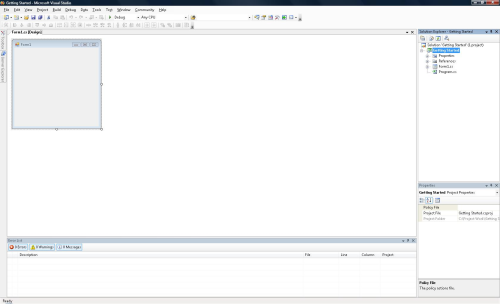 Getting Started - Microsoft Visual Studio
File Edit View Project Build Debug Data Tools Test Window Community Help
Debug Any CPU
Form1.cs [Design]
Form1
Solution Explorer - Getting Started
Solution 'Getting Started' (1 project)
Getting Started
Properties
References
Form1.cs
Program.cs
Properties
Getting Started Project Properties
Policy File
Project File Getting Started.csproj
Project Folder
Error List
0 Errors 0 Warnings 0 Messages
Description File Line Column Project
Policy File
The policy actions file.
Ready